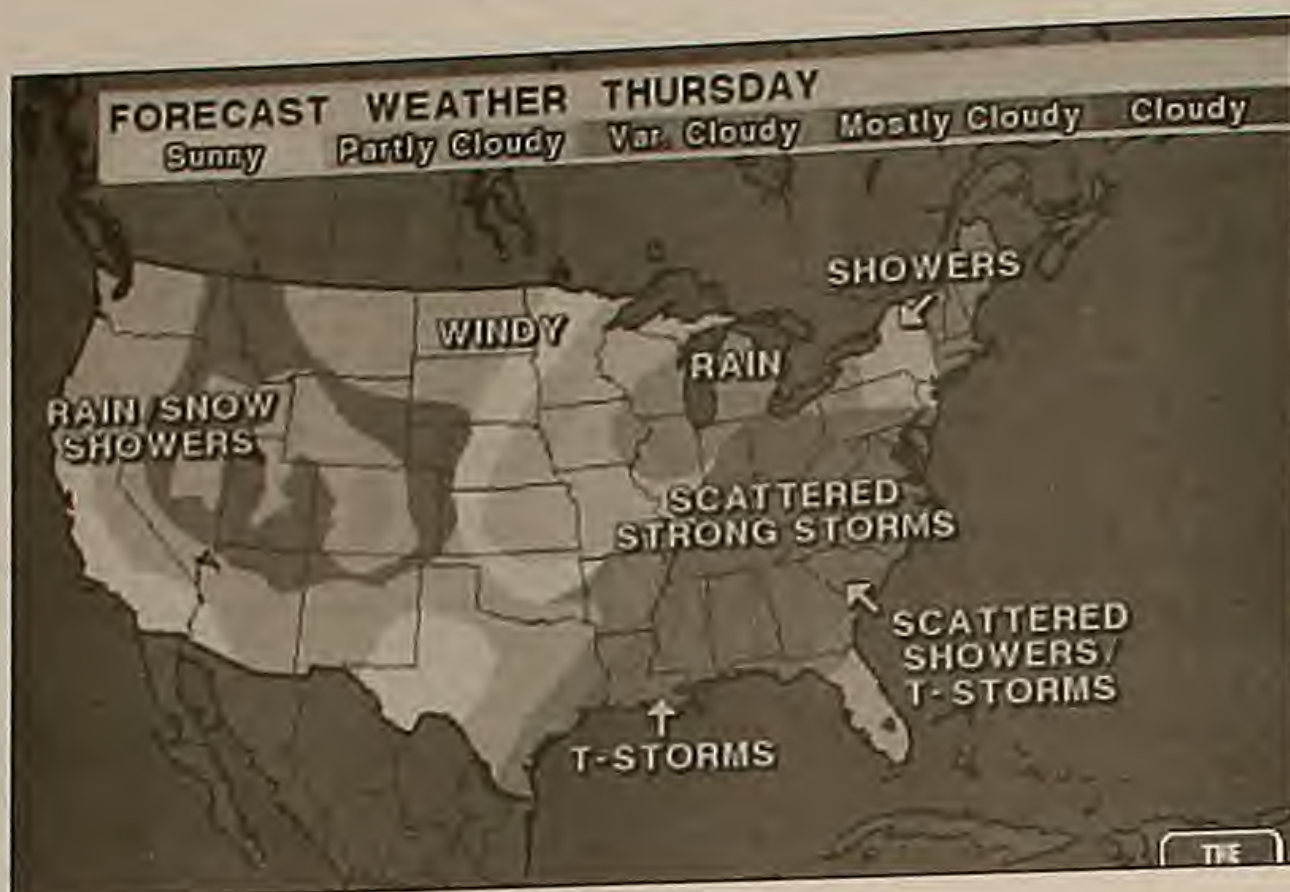 FORECAST WEATHER THURSDAY
Sunny Partly Cloudy Var. Cloudy Mostly Cloudy Cloudy
SHOWERS
WINDY
RAIN
RAIN/SNOW
SHOWERS
SCATTERED
STRONG STORMS
SCATTERED
SHOWERS/
T-STORMS
T-STORMS
THE